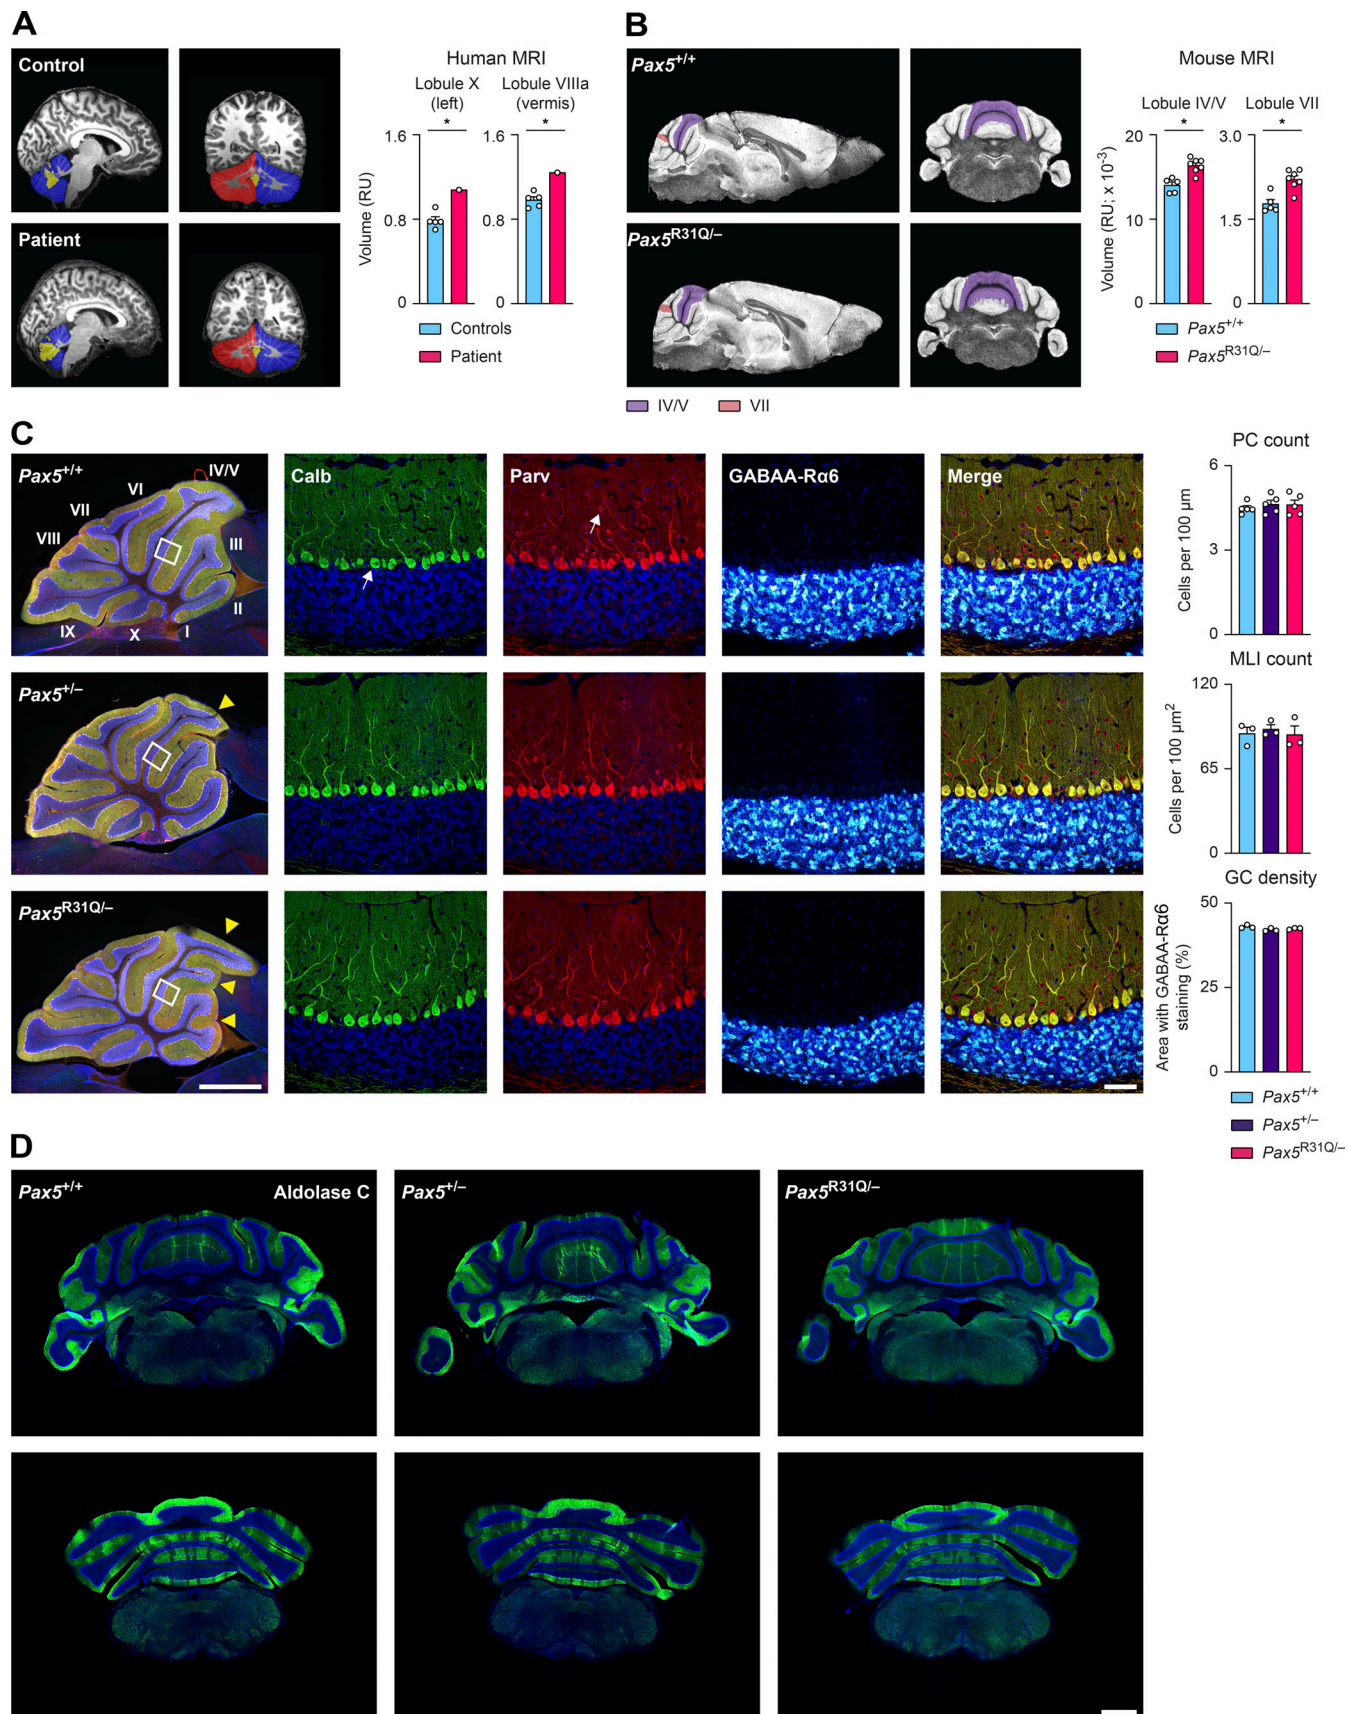 A
Control
Patient
Human MRI
Lobule X
(left)
Lobule VIIIa
(vermis)
*
*
1.6
0.8
0
1.6
0.8
0
Volume (RU)
Controls
Patient
B
Pax5+/+
Pax5R31Q/–
IV/V
VII
Mouse MRI
Lobule IV/V
Lobule VII
*
*
20
10
0
3.0
1.5
0
Volume (RU; x 10-3)
Pax5+/+
Pax5R31Q/–
C
Pax5+/+
IV/V
VI
VII
VIII
III
II
IX
X
I
Calb
Parv
GABAA-Rα6
Merge
Pax5+/–
Pax5R31Q/–
PC count
6
3
0
Cells per 100 µm
MLI count
120
65
0
Cells per 100 µm2
GC density
50
25
0
Area with GABAA-Rα6
staining (%)
Pax5+/+
Pax5+/–
Pax5R31Q/–
D
Pax5+/+
Aldolase C
Pax5+/–
Pax5R31Q/–